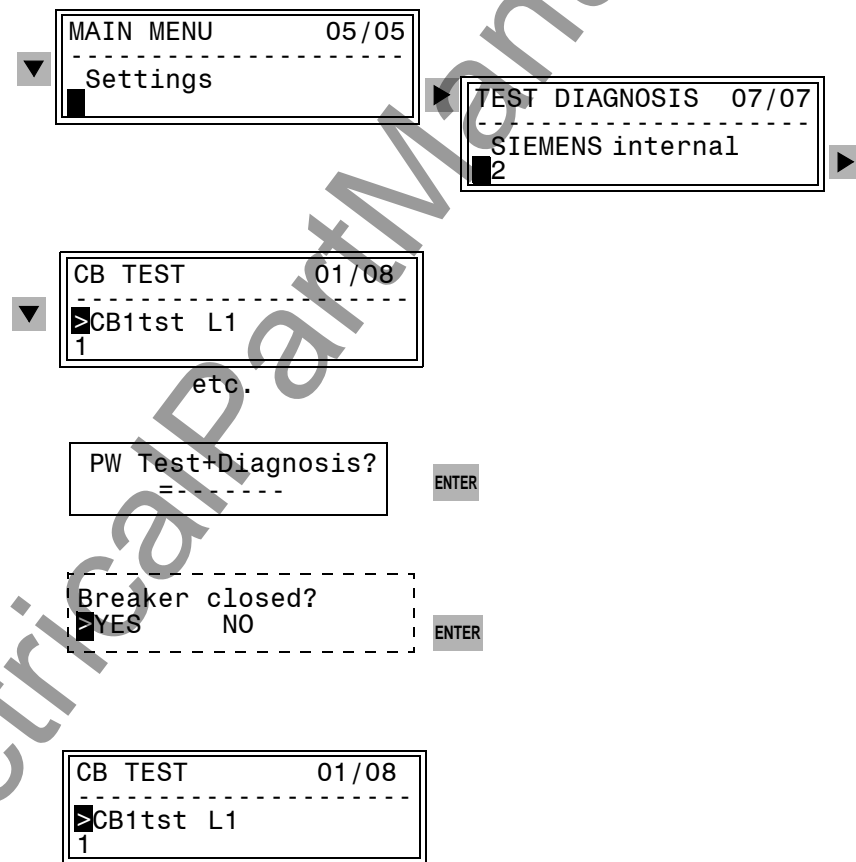 MAIN MENU 05/05
---------------------
Settings
TEST DIAGNOSIS 07/07
---------------------
SIEMENS internal
2
CB TEST 01/08
---------------------
>CB1tst L1
1
etc.
PW Test+Diagnosis?
=-------
ENTER
Breaker closed?
>YES NO
ENTER
CB TEST 01/08
---------------------
>CB1tst L1
1
ctricalPartManu